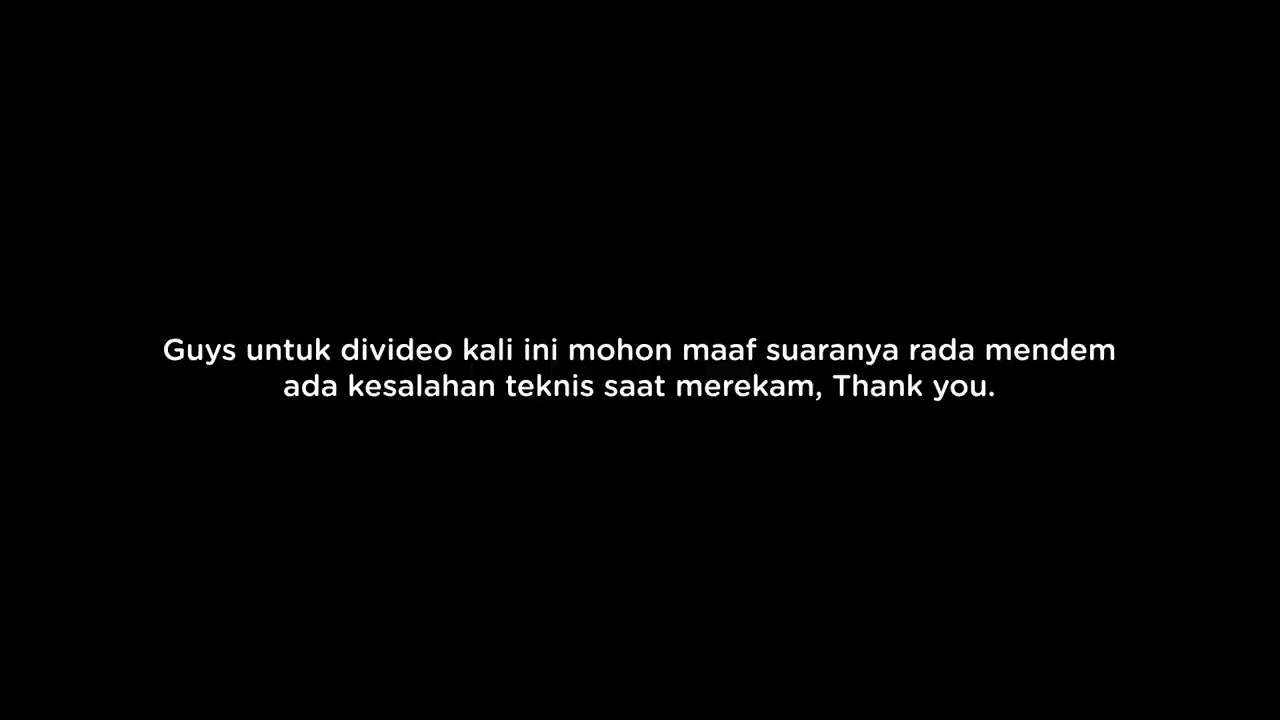 Guys untuk divideo kali ini mohon maaf suaranya rada mendem
ada kesalahan teknis saat merekam, Thank you.